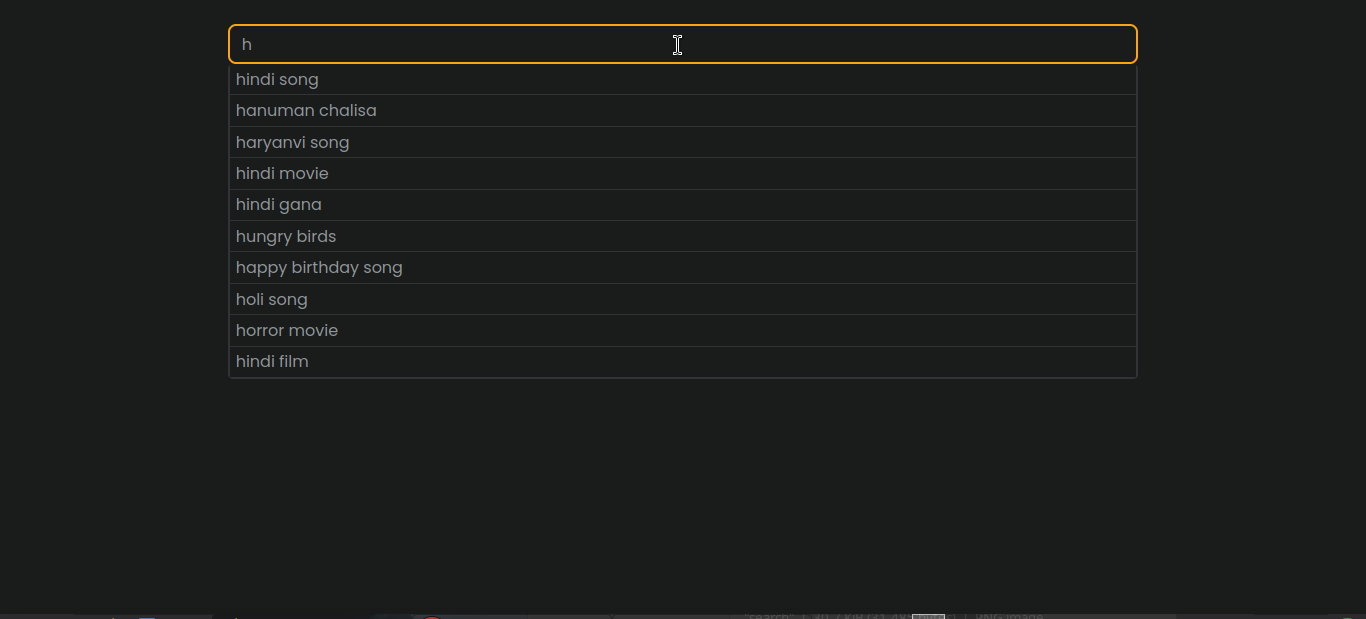 h
hindi song
hanuman chalisa
haryanvi song
hindi movie
hindi gana
hungry birds
happy birthday song
holi song
horror movie
hindi film